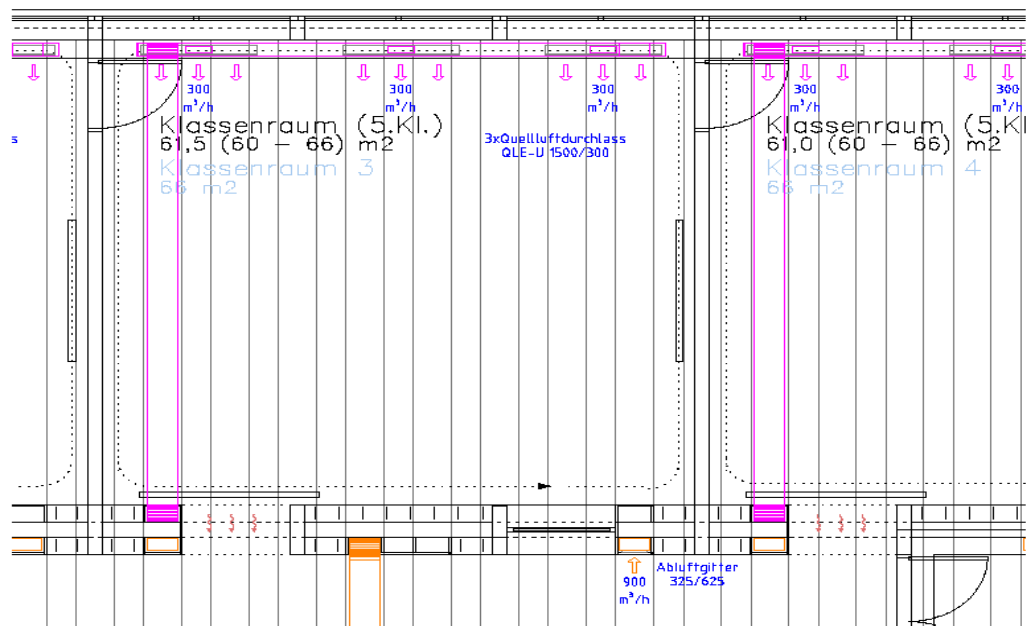 300
m³/h
300
m³/h
300
m³/h
300
m³/h
300
m³/h
s
Klassenraum (5.Kl.)
61,5 (60 – 66) m2
Klassenraum 3
66 m2
3xQuellluftdurchlass
QLE-U 1500/300
Klassenraum (5.Kl
61,0 (60 – 66) m2
Klassenraum 4
66 m2
900
m³/h
Abluftgitter
325/625